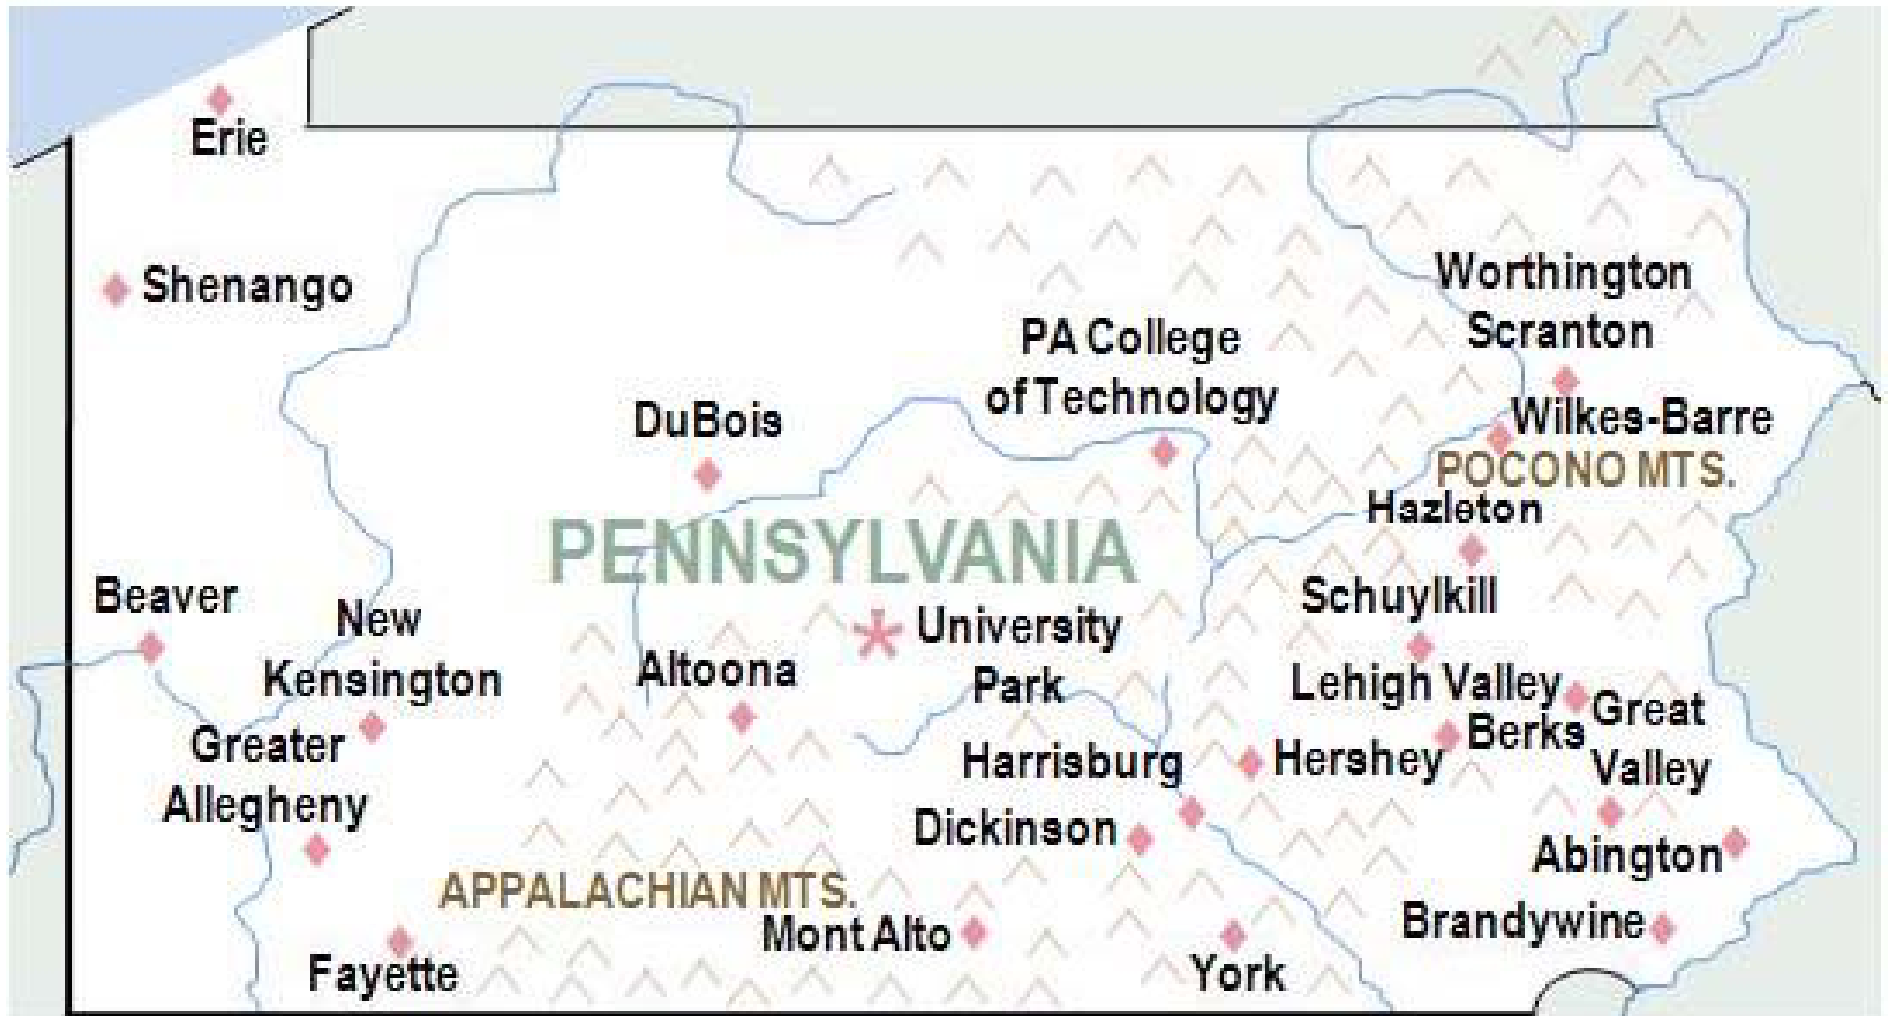 Erie
Shenango
Worthington
Scranton
PA College
of Technology
DuBois
Wilkes-Barre
POCONO MTS.
Hazleton
PENNSYLVANIA
Beaver
New
Kensington
Schuylkill
University
Park
Altoona
Lehigh Valley
Great
Valley
Berks
Greater
Allegheny
Harrisburg
Hershey
Dickinson
Abington
APPALACHIAN MTS.
Mont Alto
Brandywine
Fayette
York